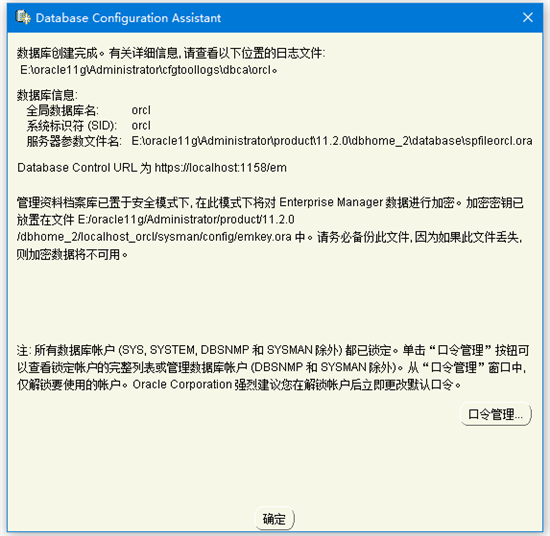 Database Configuration Assistant
数据库创建完成。有关详细信息, 请查看以下位置的日志文件:
E:\oracle11g\Administrator\cfgtoollogs\dbca\orcl。
数据库信息:
全局数据库名: orcl
系统标识符 (SID): orcl
服务器参数文件名: E:\oracle11g\Administrator\product\11.2.0\dbhome_2\database\spfileorcl.ora
Database Control URL 为 https://localhost:1158/em
管理资料档案库已置于安全模式下, 在此模式下将对 Enterprise Manager 数据进行加密。加密密钥已
放置在文件 E:/oracle11g/Administrator/product/11.2.0
/dbhome_2/localhost_orcl/sysman/config/emkey.ora 中。请务必备份此文件, 因为如果此文件丢失,
则加密数据将不可用。
注: 所有数据库帐户 (SYS, SYSTEM, DBSNMP 和 SYSMAN 除外) 都已锁定。单击“口令管理”按钮可
以查看锁定帐户的完整列表或管理数据库帐户 (DBSNMP 和 SYSMAN 除外)。从“口令管理”窗口中,
仅解锁要使用的帐户。Oracle Corporation 强烈建议您在解锁帐户后立即更改默认口令。
口令管理...
确定